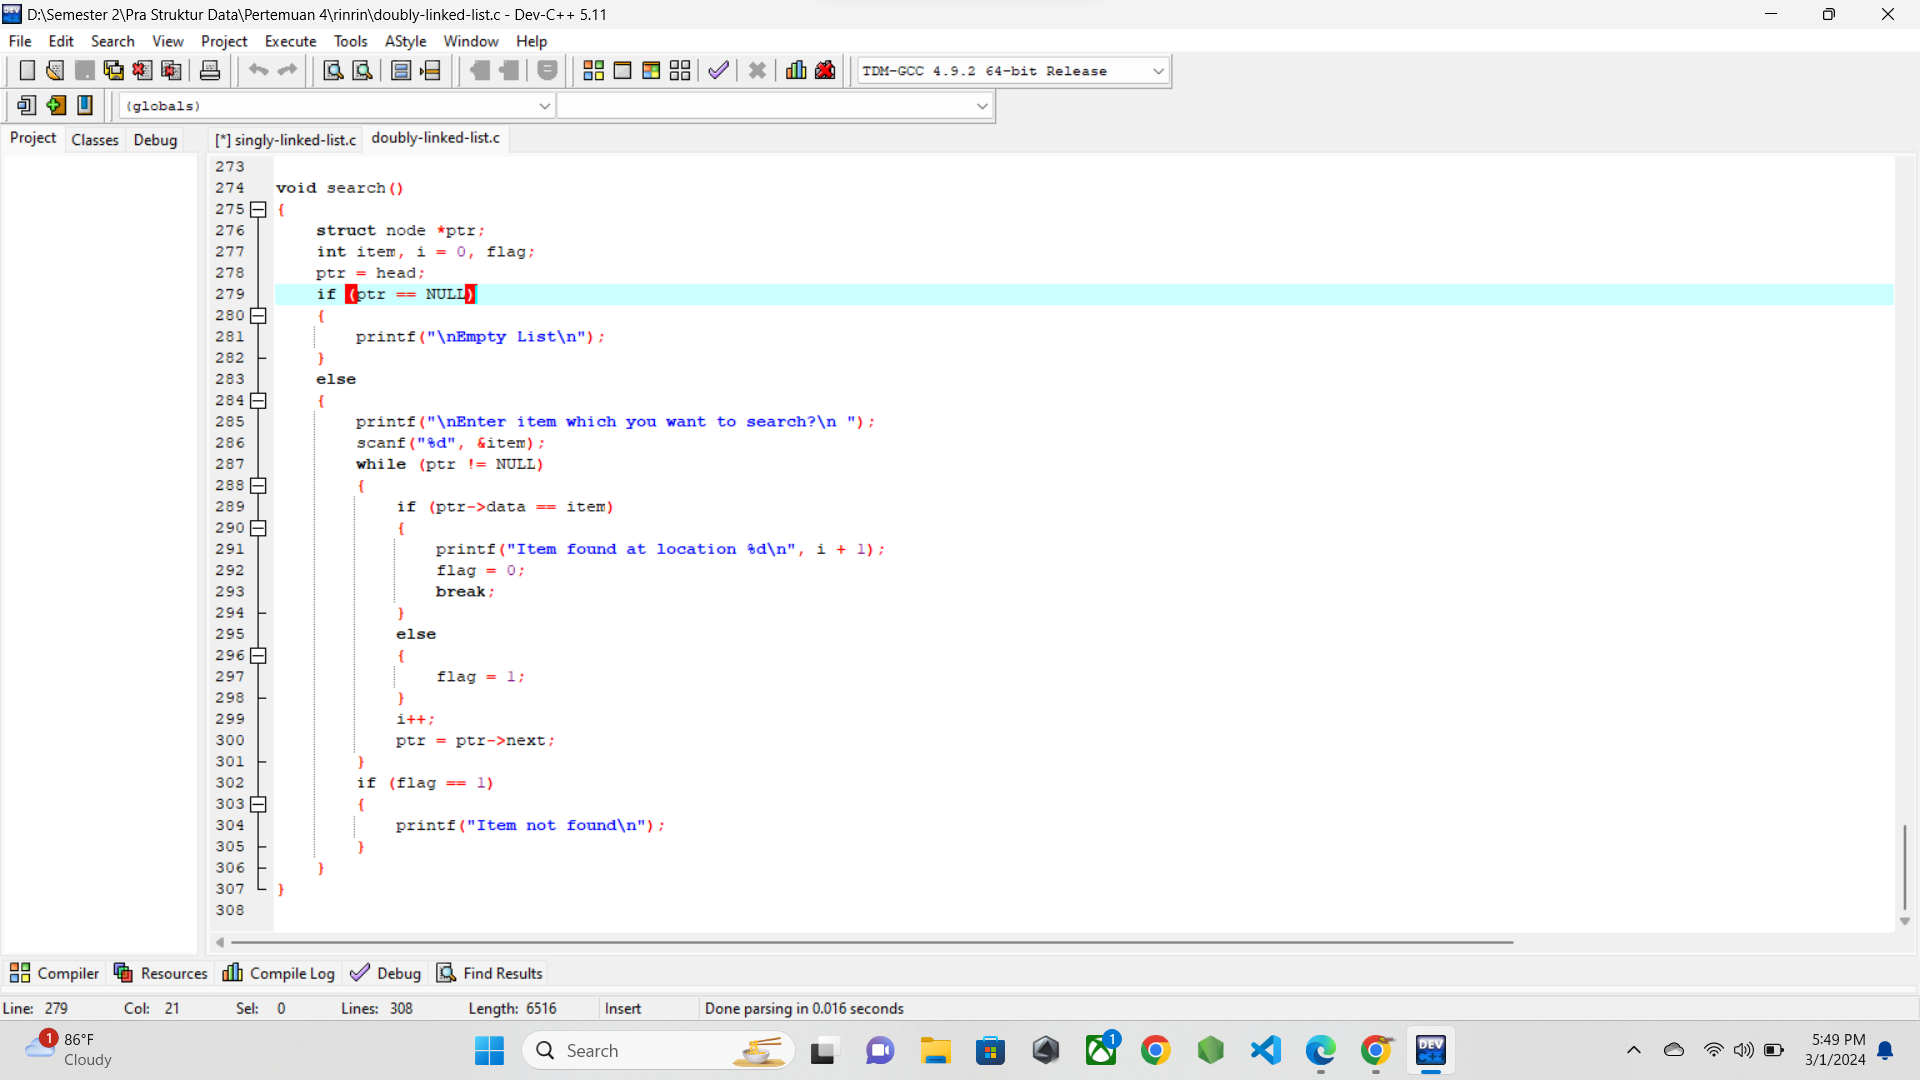 D:\Semester 2\Pra Struktur Data\Pertemuan 4\rinrin\doubly-linked-list.c - Dev-C++ 5.11
File Edit Search View Project Execute Tools AStyle Window Help
TDM-GCC 4.9.2 64-bit Release
(globals)
Project Classes Debug [*] singly-linked-list.c doubly-linked-list.c
273
274 void search()
275 {
276 struct node *ptr;
277 int item, i = 0, flag;
278 ptr = head;
279 if (ptr == NULL)
280 {
281 printf("\nEmpty List\n");
282 }
283 else
284 {
285 printf("\nEnter item which you want to search?\n ");
286 scanf("%d", &item);
287 while (ptr != NULL)
288 {
289 if (ptr->data == item)
290 {
291 printf("Item found at location %d\n", i + 1);
292 flag = 0;
293 break;
294 }
295 else
296 {
297 flag = 1;
298 }
299 i++;
300 ptr = ptr->next;
301 }
302 if (flag == 1)
303 {
304 printf("Item not found\n");
305 }
306 }
307 }
308
Compiler Resources Compile Log Debug Find Results
Line: 279 Col: 21 Sel: 0 Lines: 308 Length: 6516 Insert Done parsing in 0.016 seconds
1 86°F
Cloudy
Search
1
DEV C++
5:49 PM
3/1/2024